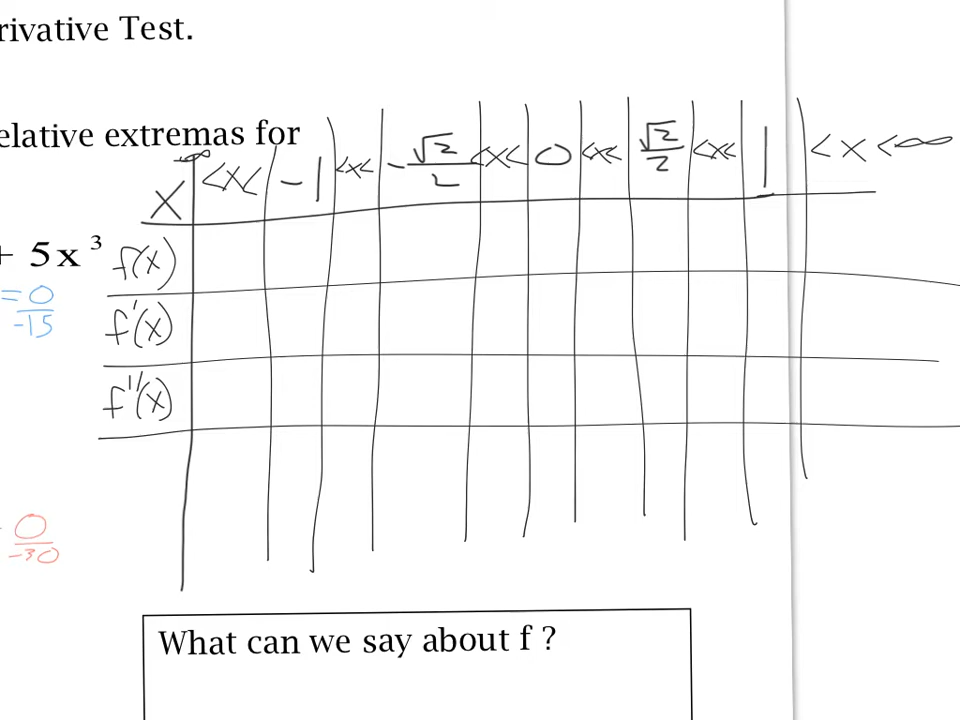 rivative Test.
elative extremas for
x -∞ <x< -1 <x< -√2/2 <x< 0 <x< √2/2 <x< 1 <x<∞
+ 5x³ f(x)
= 0/-15 f'(x)
f''(x)
0/-30
What can we say about f ?